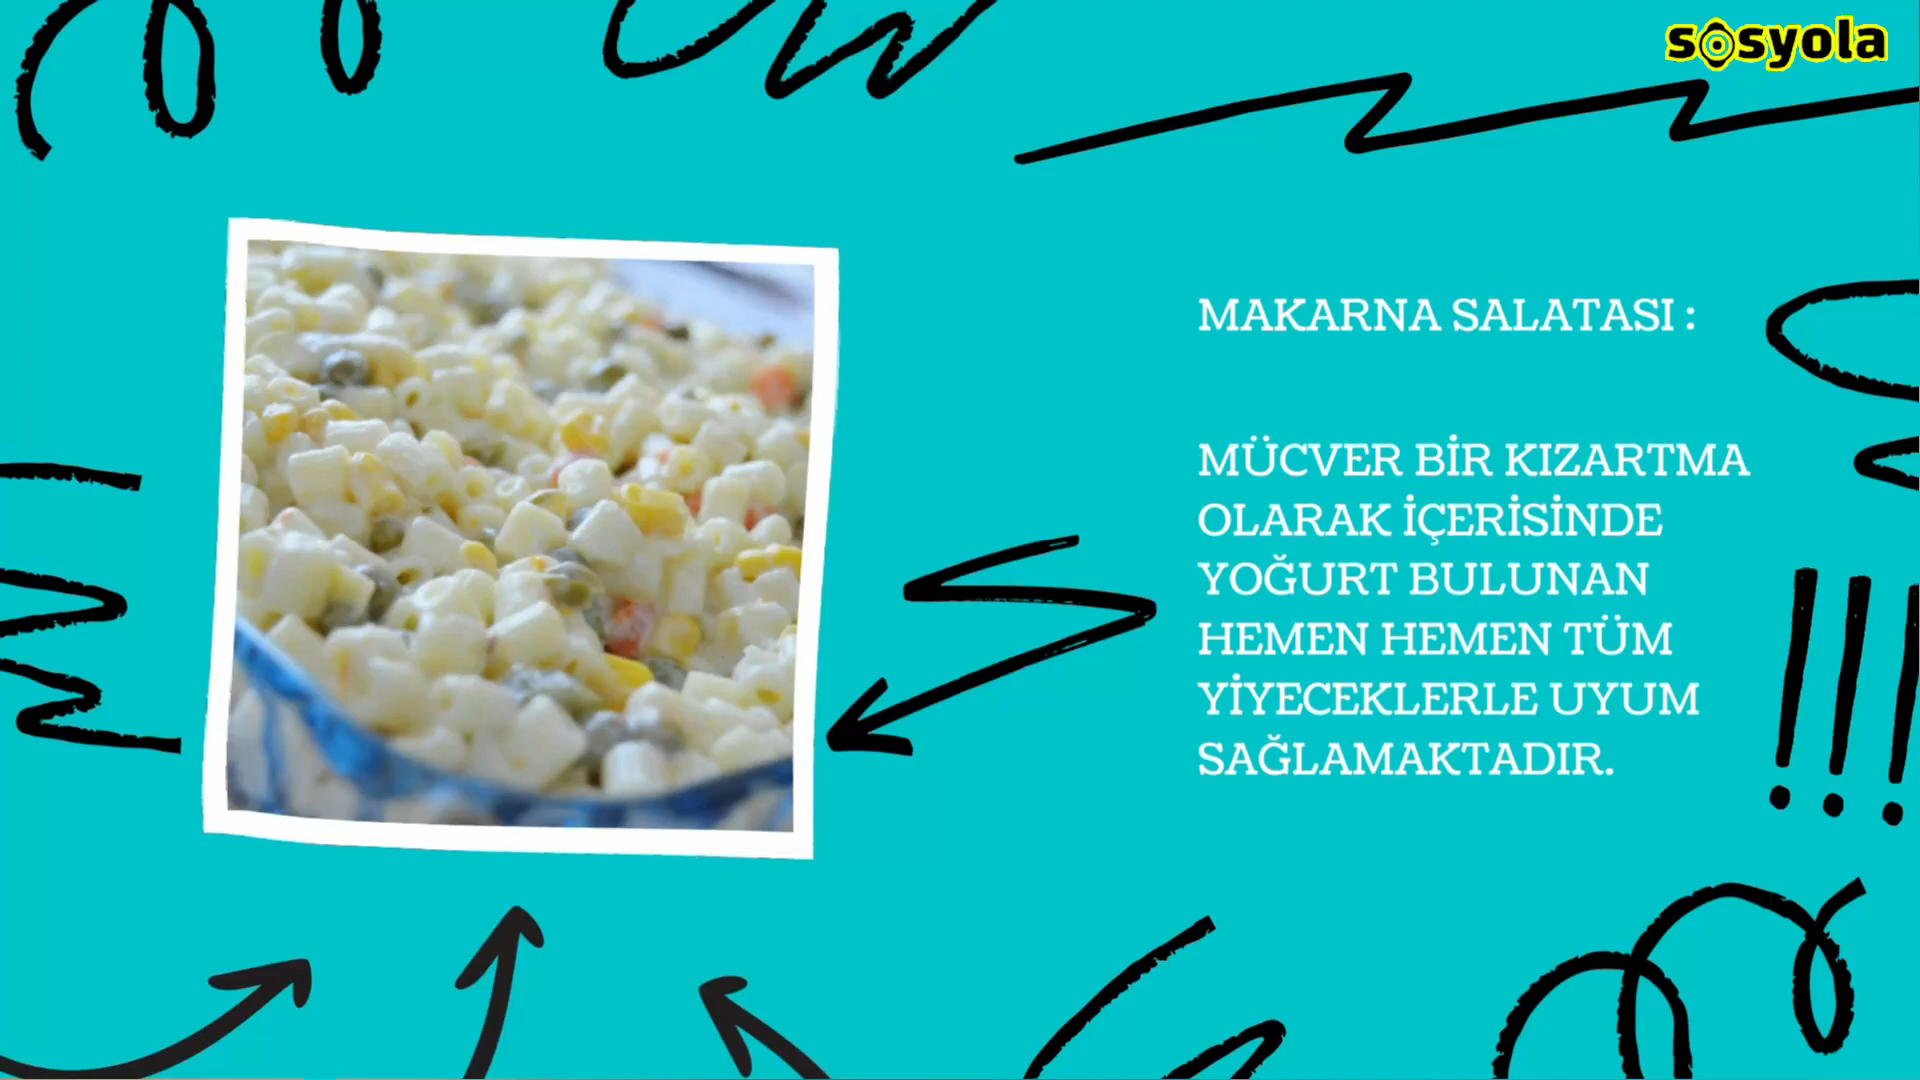 sosyola
MAKARNA SALATASI :
MÜCVER BİR KIZARTMA
OLARAK İÇERİSİNDE
YOĞURT BULUNAN
HEMEN HEMEN TÜM
YİYECEKLERLE UYUM
SAĞLAMAKTADIR.